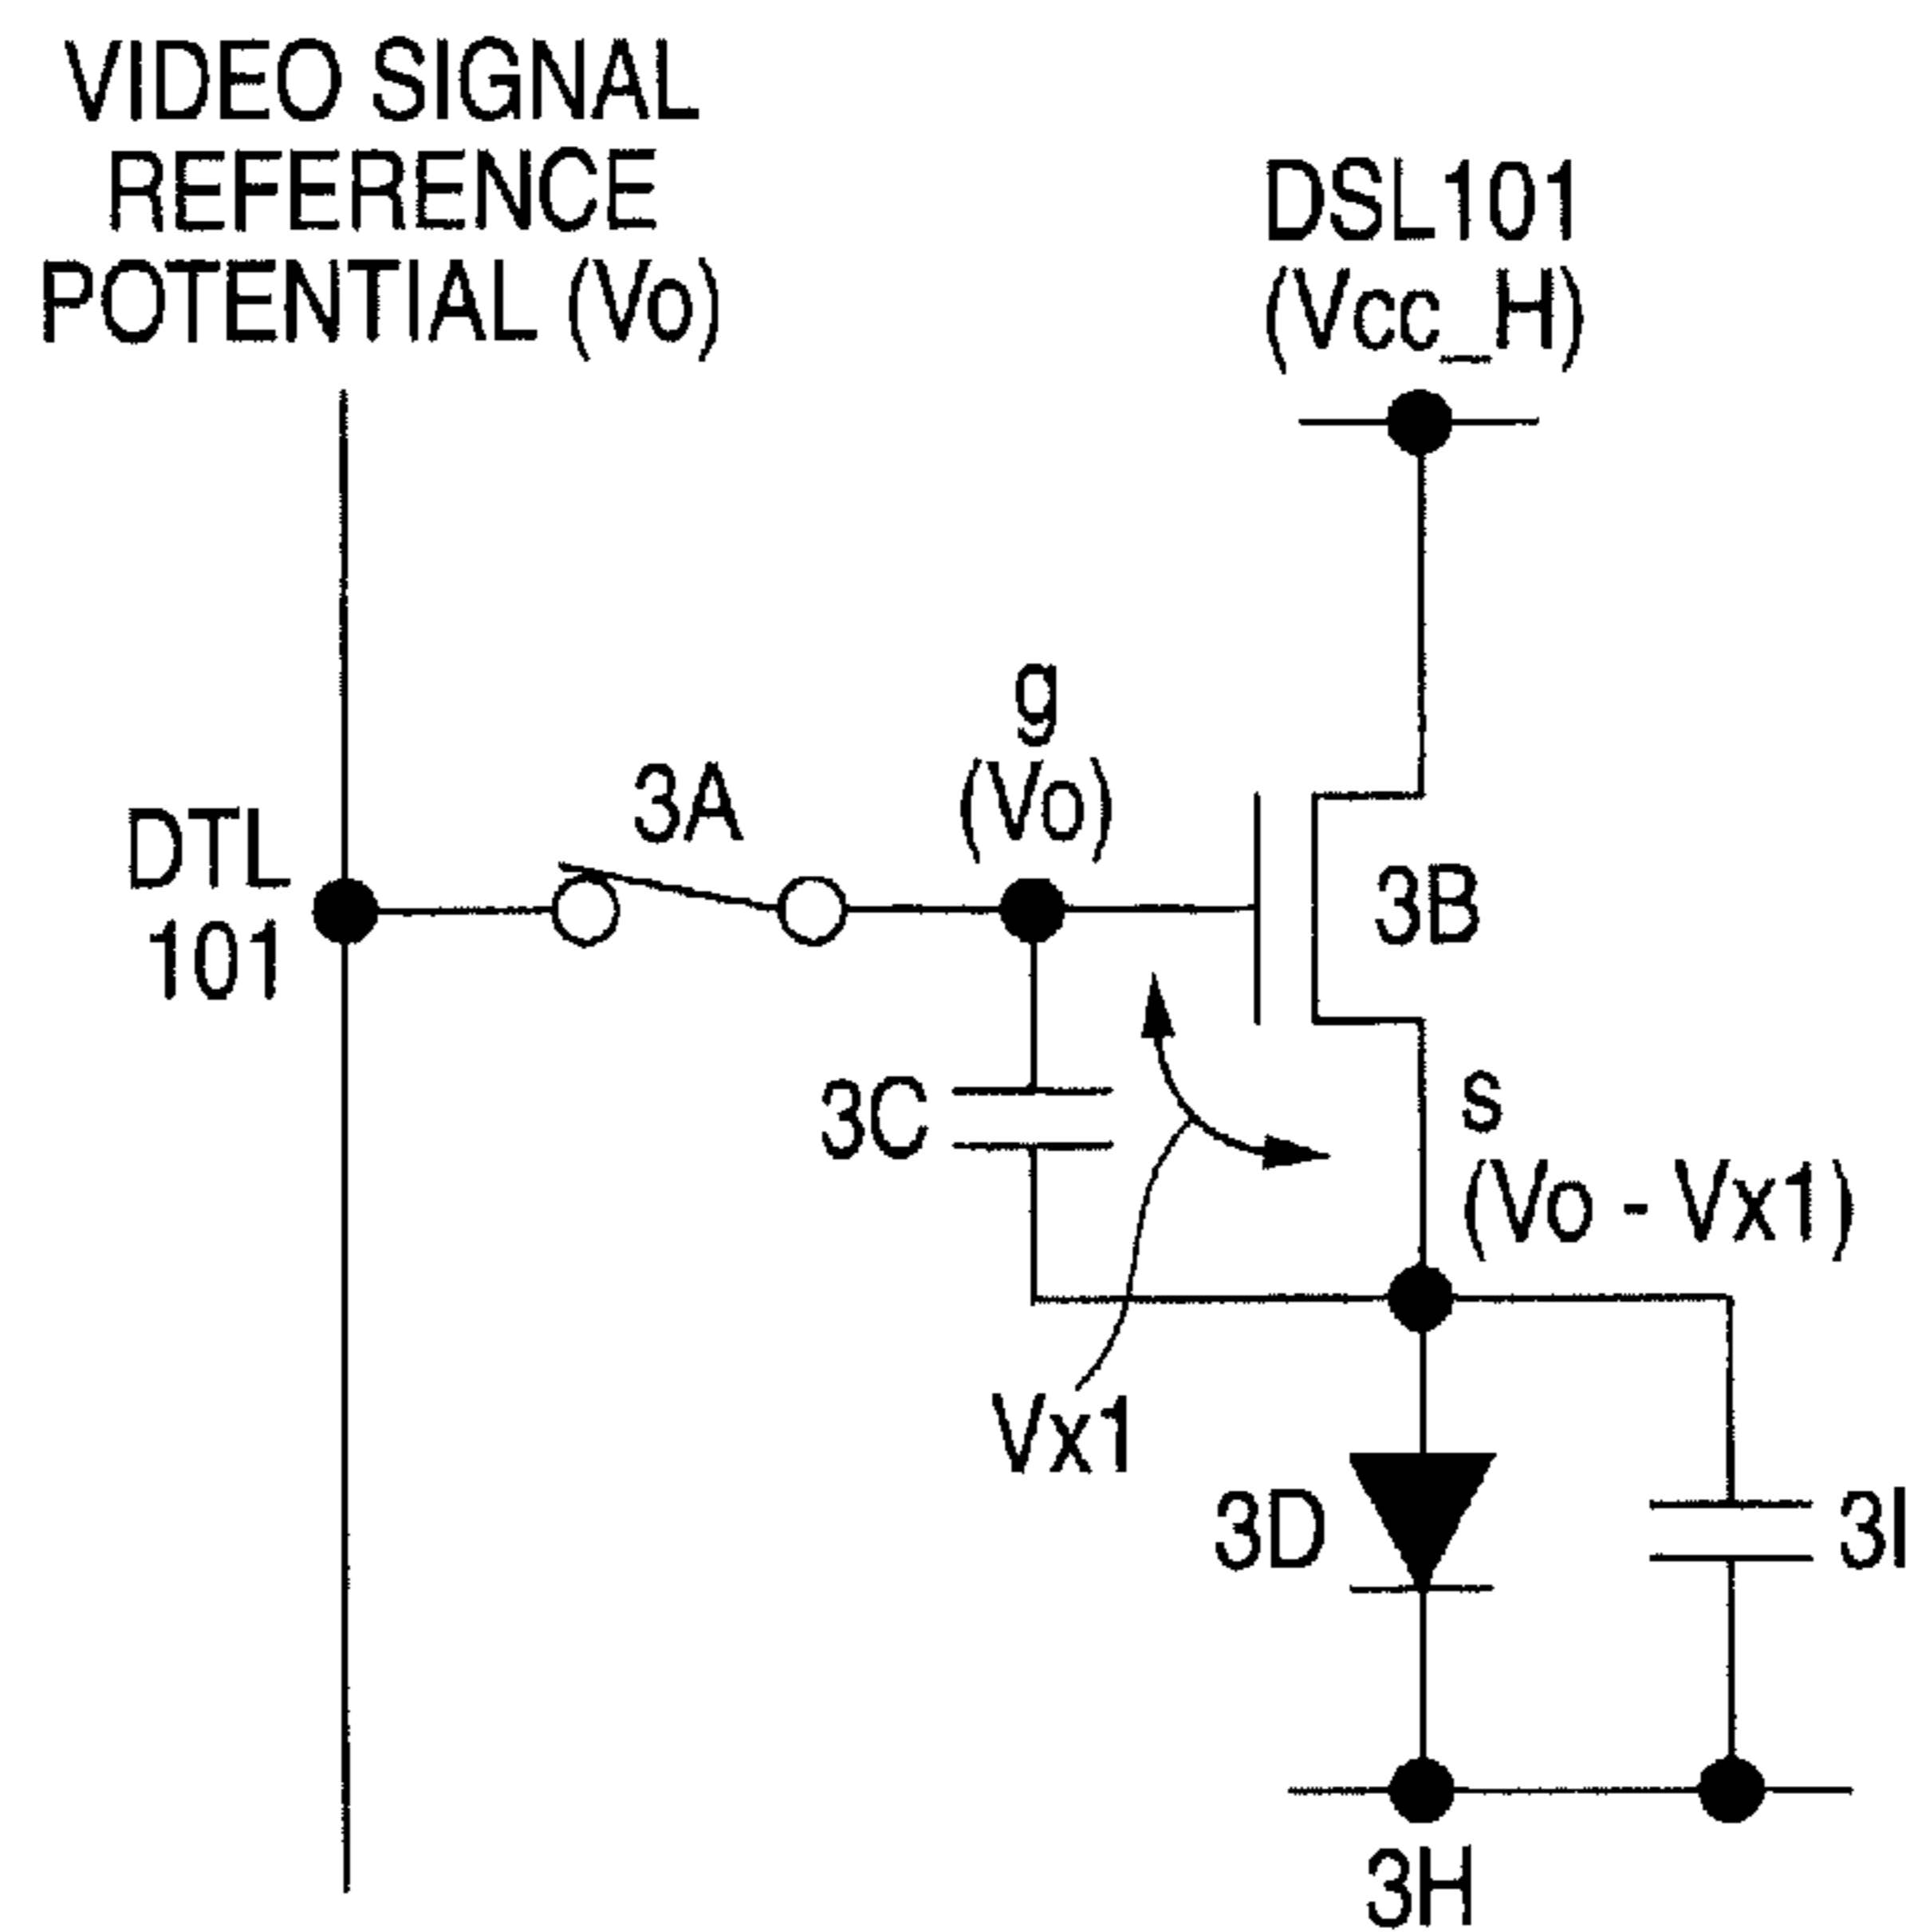 VIDEO SIGNAL
REFERENCE
POTENTIAL (Vo)
DSL101
(Vcc_H)
g
(Vo)
3A
DTL
101
3B
3C
s
(Vo - Vx1)
Vx1
3D
3I
3H